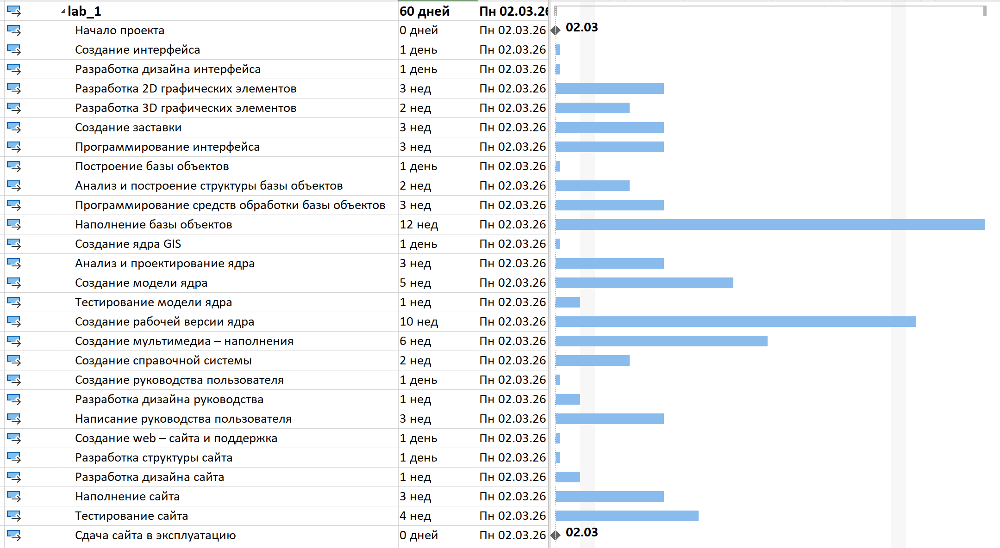 lab_1 60 дней Пн 02.03.26
Начало проекта 0 дней Пн 02.03.26 02.03
Создание интерфейса 1 день Пн 02.03.26
Разработка дизайна интерфейса 1 день Пн 02.03.26
Разработка 2D графических элементов 3 нед Пн 02.03.26
Разработка 3D графических элементов 2 нед Пн 02.03.26
Создание заставки 3 нед Пн 02.03.26
Программирование интерфейса 3 нед Пн 02.03.26
Построение базы объектов 1 день Пн 02.03.26
Анализ и построение структуры базы объектов 2 нед Пн 02.03.26
Программирование средств обработки базы объектов 3 нед Пн 02.03.26
Наполнение базы объектов 12 нед Пн 02.03.26
Создание ядра GIS 1 день Пн 02.03.26
Анализ и проектирование ядра 3 нед Пн 02.03.26
Создание модели ядра 5 нед Пн 02.03.26
Тестирование модели ядра 1 нед Пн 02.03.26
Создание рабочей версии ядра 10 нед Пн 02.03.26
Создание мультимедиа – наполнения 6 нед Пн 02.03.26
Создание справочной системы 2 нед Пн 02.03.26
Создание руководства пользователя 1 день Пн 02.03.26
Разработка дизайна руководства 1 нед Пн 02.03.26
Написание руководства пользователя 3 нед Пн 02.03.26
Создание web – сайта и поддержка 1 день Пн 02.03.26
Разработка структуры сайта 1 день Пн 02.03.26
Разработка дизайна сайта 1 нед Пн 02.03.26
Наполнение сайта 3 нед Пн 02.03.26
Тестирование сайта 4 нед Пн 02.03.26
Сдача сайта в эксплуатацию 0 дней Пн 02.03.26 02.03